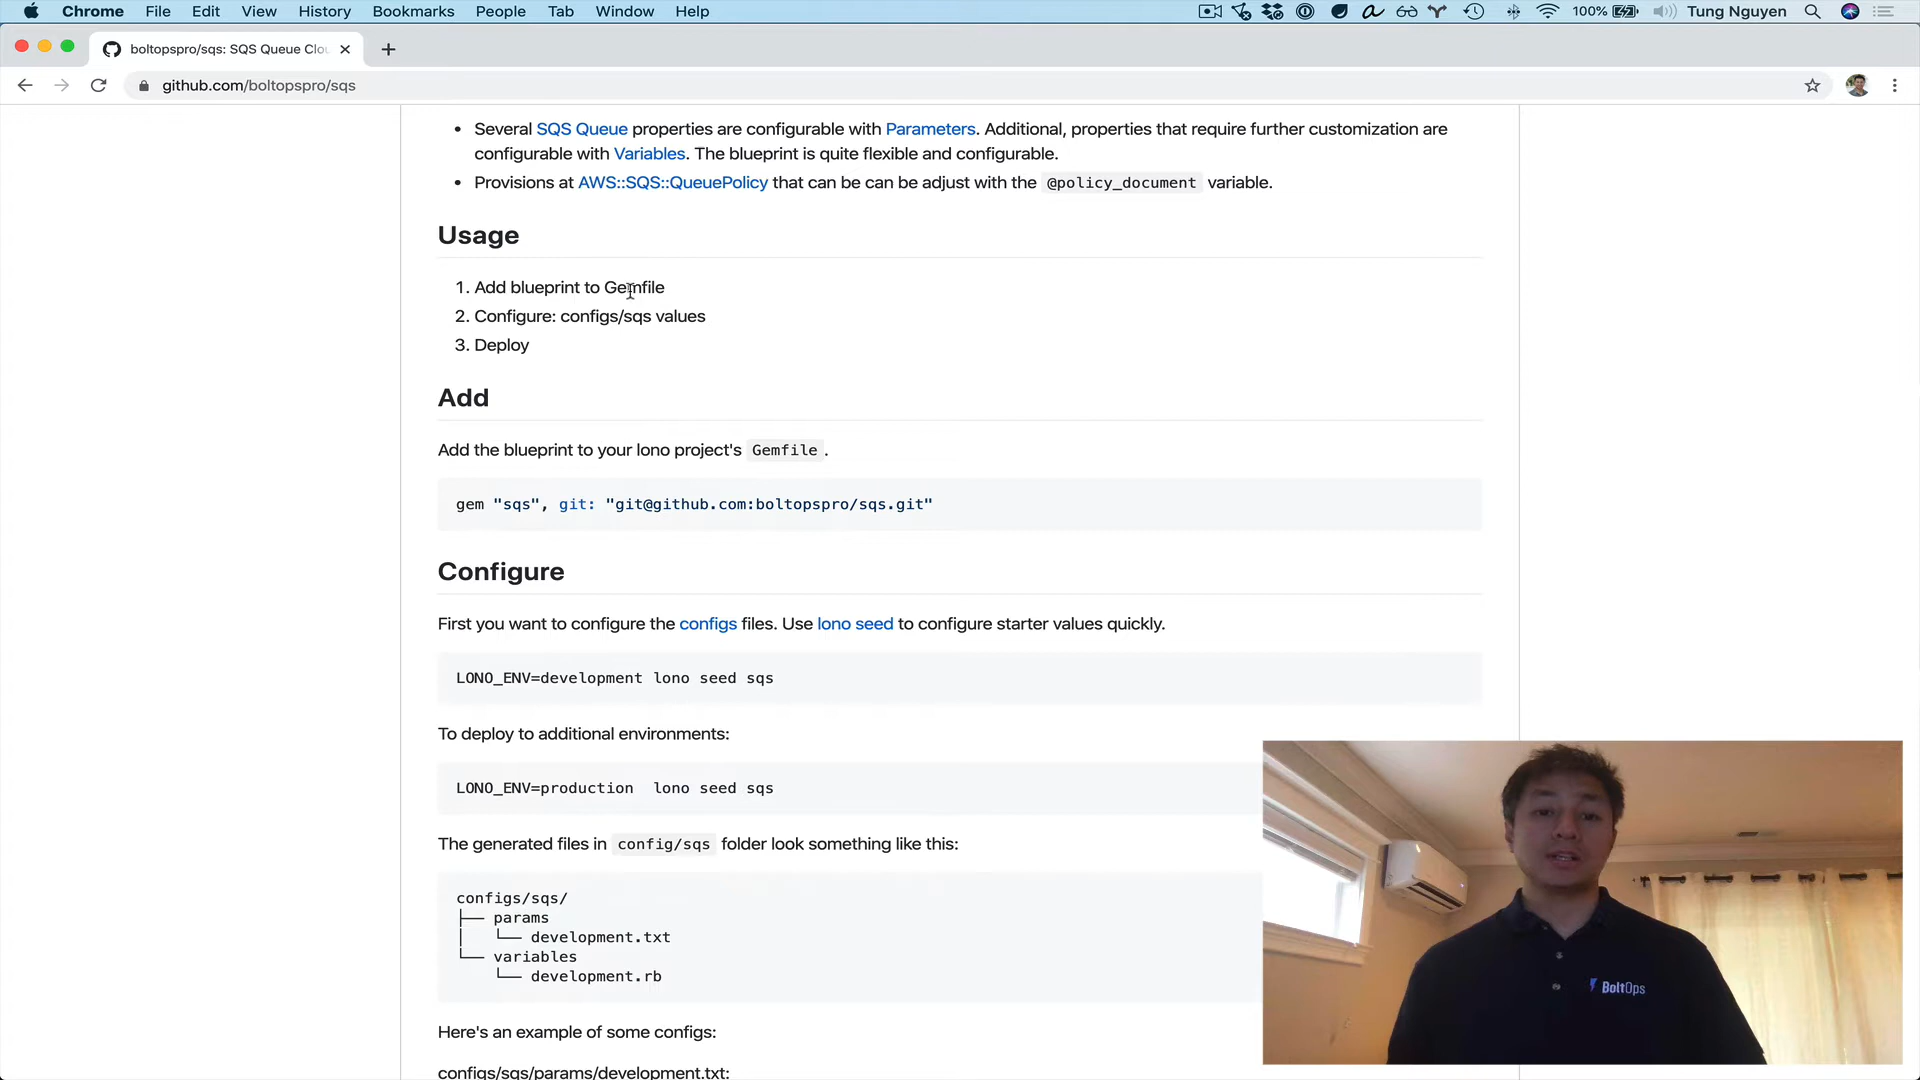 Chrome File Edit View History Bookmarks People Tab Window Help 100% Tung Nguyen
boltopspro/sqs: SQS Queue Clou
github.com/boltopspro/sqs
• Several SQS Queue properties are configurable with Parameters. Additional, properties that require further customization are
configurable with Variables. The blueprint is quite flexible and configurable.
• Provisions at AWS::SQS::QueuePolicy that can be can be adjust with the @policy_document variable.
Usage
1. Add blueprint to Gemfile
2. Configure: configs/sqs values
3. Deploy
Add
Add the blueprint to your lono project's Gemfile .
gem "sqs", git: "git@github.com:boltopspro/sqs.git"
Configure
First you want to configure the configs files. Use lono seed to configure starter values quickly.
LONO_ENV=development lono seed sqs
To deploy to additional environments:
LONO_ENV=production  lono seed sqs
The generated files in config/sqs folder look something like this:
configs/sqs/
├── params
│   └── development.txt
└── variables
    └── development.rb
Here's an example of some configs:
configs/sqs/params/development.txt:
BoltOps